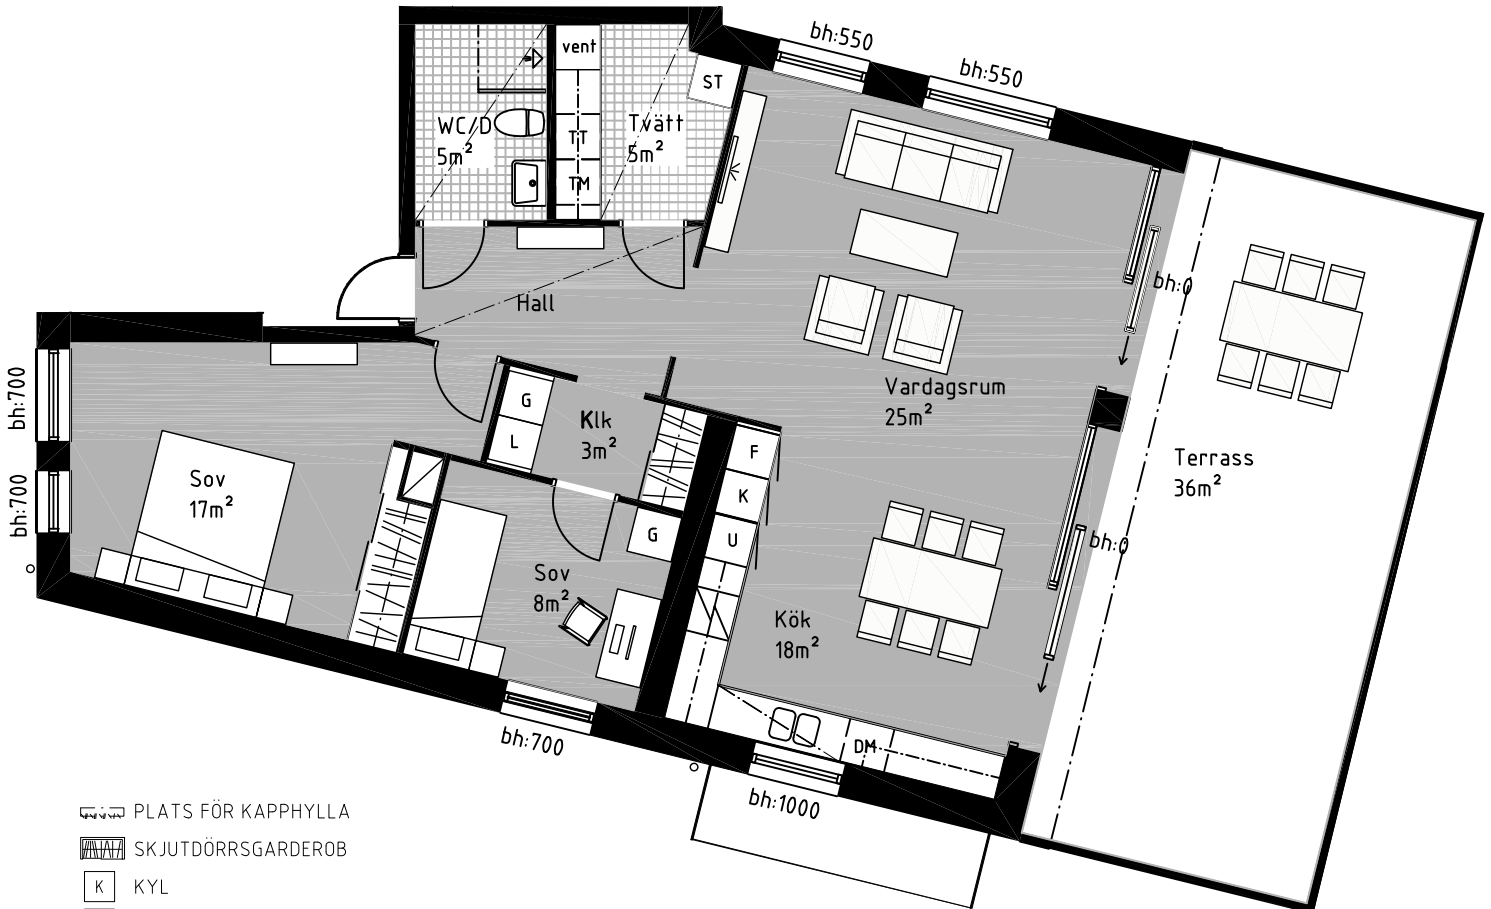 bh:550
bh:550
vent
ST
WC/D
5m²
TT
TM
Tvätt
5m²
bh:0
Hall
Vardagsrum
25m²
bh:700
bh:700
G
L
Klk
3m²
F
K
U
Terrass
36m²
Sov
17m²
G
bh:0
Sov
8m²
Kök
18m²
DM
bh:700
bh:1000
PLATS FÖR KAPPHYLLA
SKJUTDÖRRSGARDEROB
K KYL